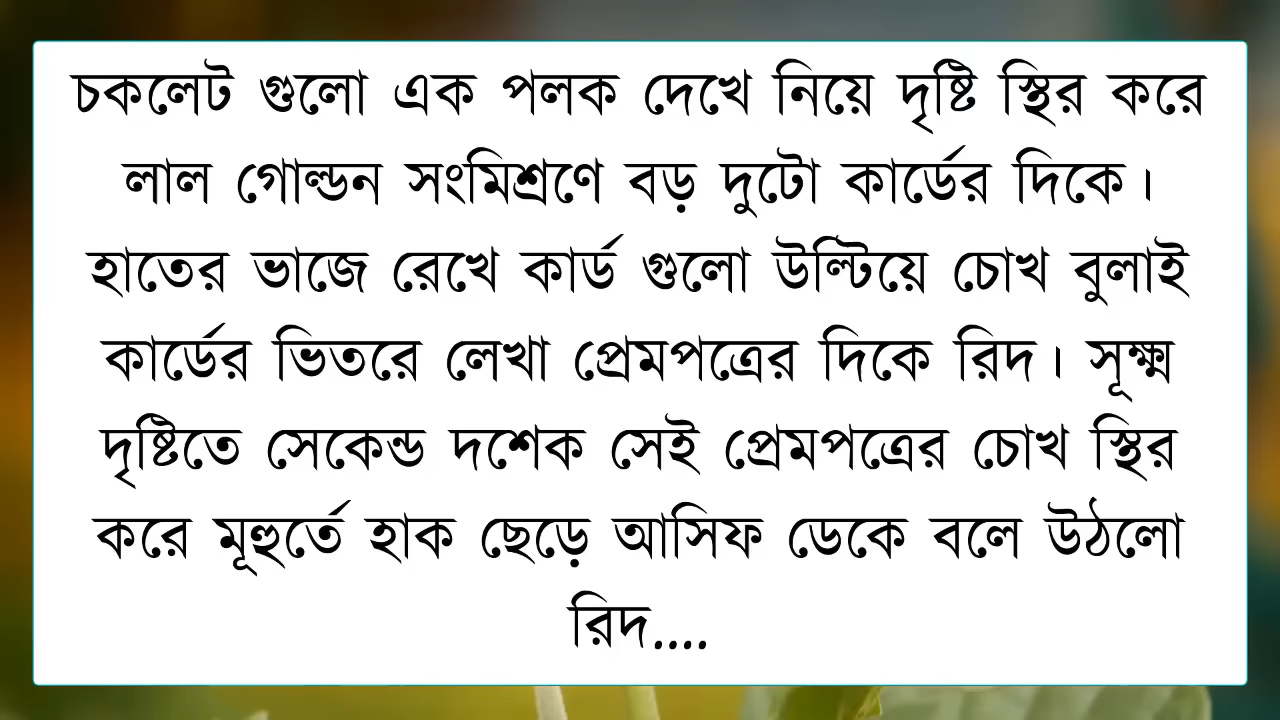 চকলেট গুলো এক পলক দেখে নিয়ে দৃষ্টি স্থির করে
লাল গোল্ডন সংমিশ্রণে বড় দুটো কার্ডের দিকে।
হাতের ভাজে রেখে কার্ড গুলো উল্টিয়ে চোখ বুলাই
কার্ডের ভিতরে লেখা প্রেমপত্রের দিকে রিদ। সূক্ষ্ম
দৃষ্টিতে সেকেন্ড দশেক সেই প্রেমপত্রের চোখ স্থির
করে মূহুর্তে হাক ছেড়ে আসিফ ডেকে বলে উঠলো
রিদ....